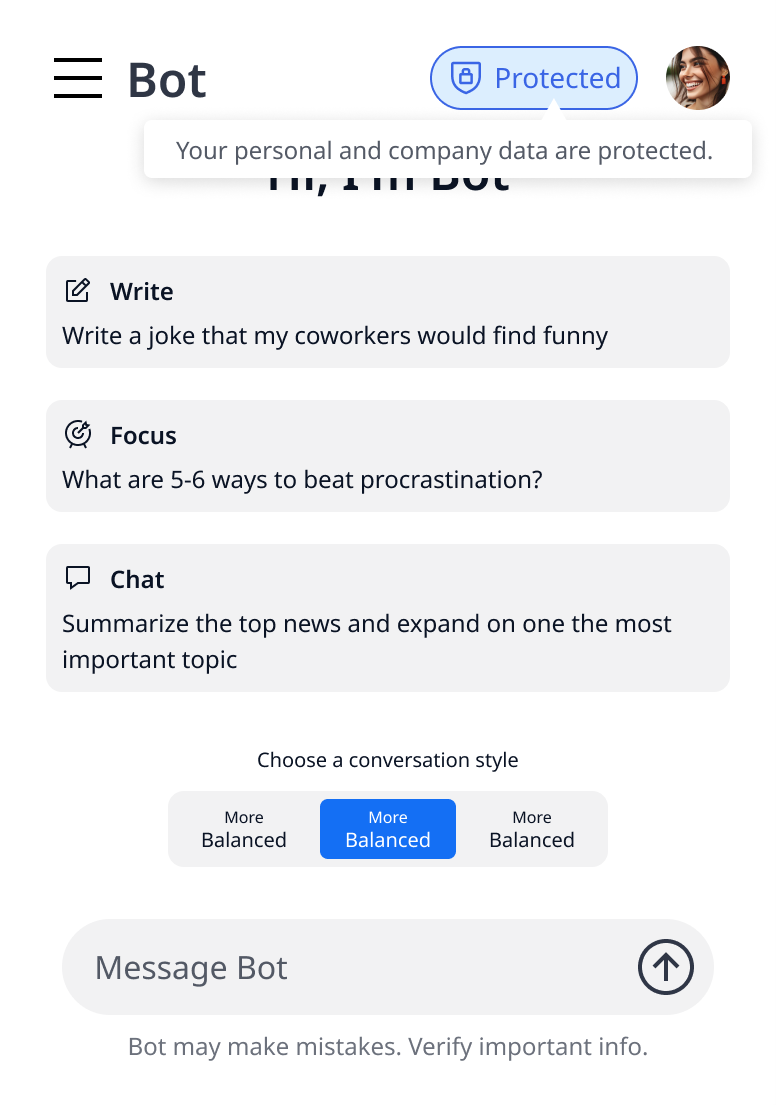 Bot
Protected
Your personal and company data are protected.
Hi, I'm Bot
Write
Write a joke that my coworkers would find funny
Focus
What are 5-6 ways to beat procrastination?
Chat
Summarize the top news and expand on one the most
important topic
Choose a conversation style
More
Balanced
More
Balanced
More
Balanced
Message Bot
Bot may make mistakes. Verify important info.